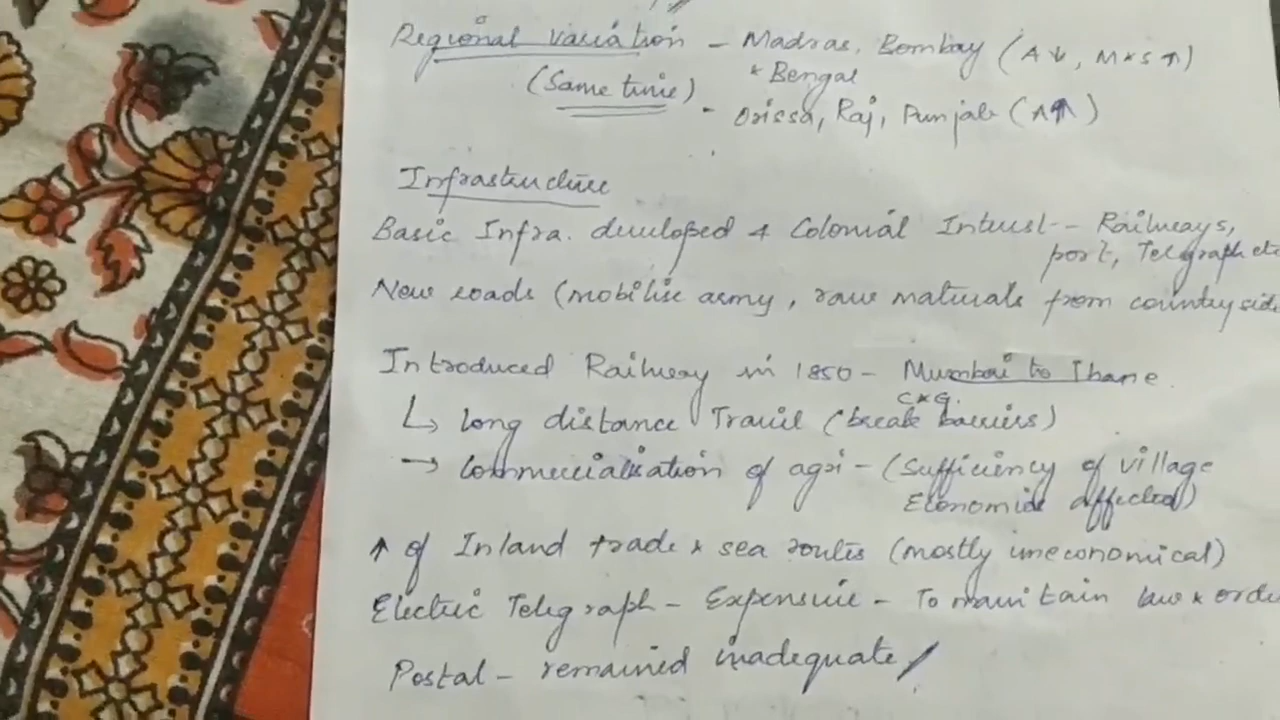 Regional Variation - Madras, Bombay (A↓, M&S↑)
(Same time) & Bengal
- Orissa, Raj, Punjab (A↑)
Infrastructure
Basic Infra. developed 4 Colonial Interest - Railways,
port, Telegraph etc
New roads (mobilise army, raw materials from countryside
Introduced Railway in 1850 - Mumbai to Thane
C&G.
↳ long distance Travel (break barriers)
→ Commercialisation of agri - (Sufficiency of village
Economies affected)
↑ of Inland trade & sea routes (mostly uneconomical)
Electric Telegraph - Expensive - To maintain law & orde
Postal - remained inadequate